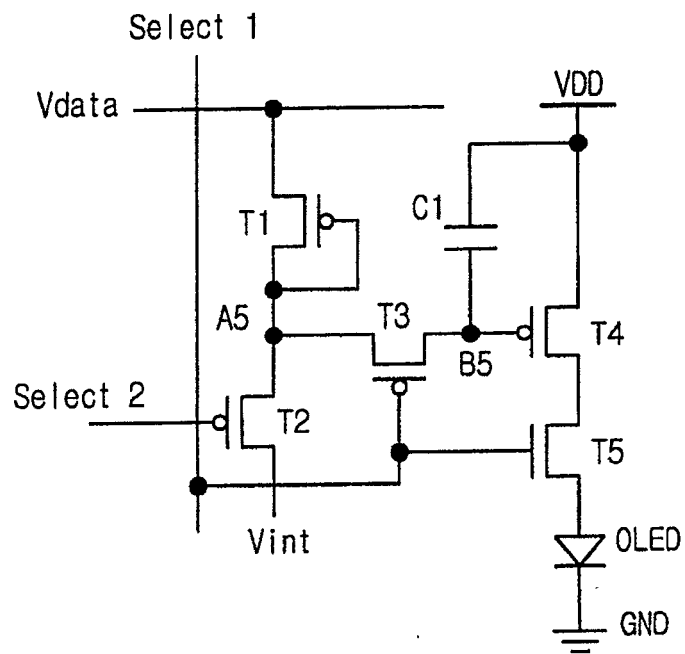 Select 1
Vdata
VDD
T1
C1
A5
T3
B5
T4
Select 2
T2
T5
Vint
OLED
GND